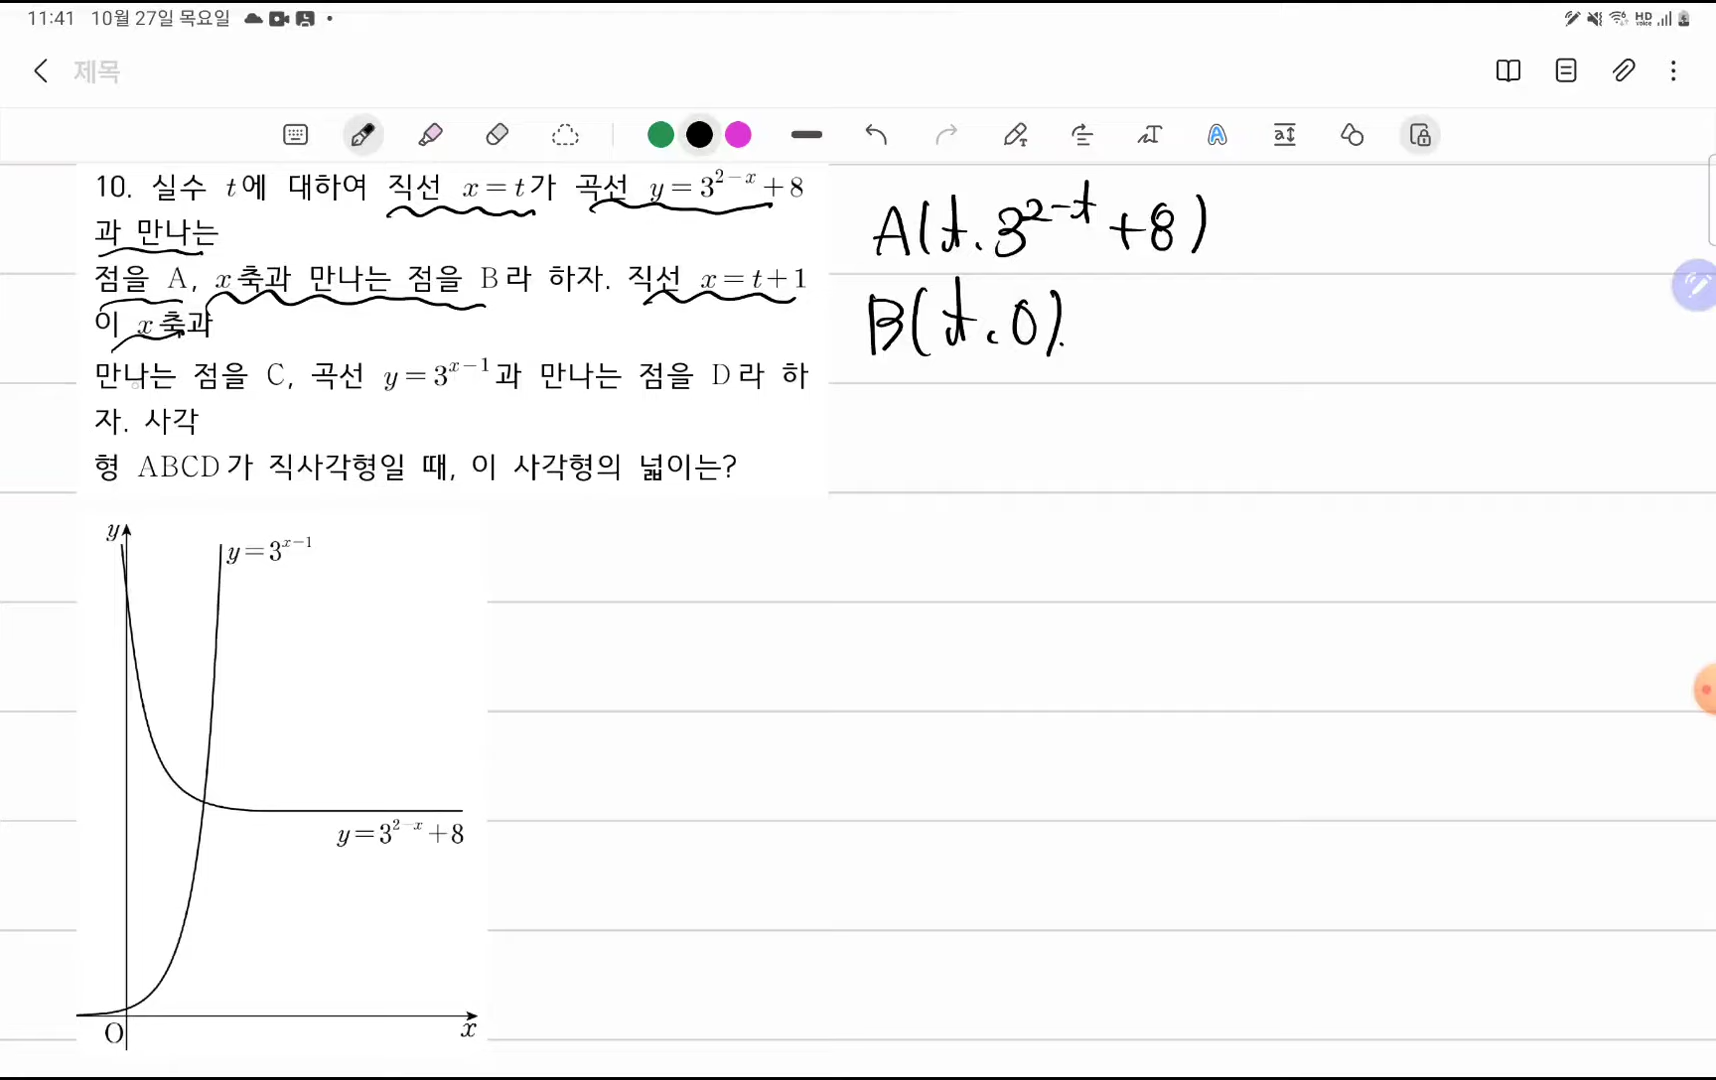 11:41 10월 27일 목요일
제목
10. 실수 t에 대하여 직선 x=t가 곡선 y=3^{2-x}+8
과 만나는
점을 A, x축과 만나는 점을 B라 하자. 직선 x=t+1
이 x축과
만나는 점을 C, 곡선 y=3^{x-1}과 만나는 점을 D라 하
자. 사각
형 ABCD가 직사각형일 때, 이 사각형의 넓이는?
A(t, 3^{2-t}+8)
B(t, 0).
y
y=3^{x-1}
y=3^{2-x}+8
O
x